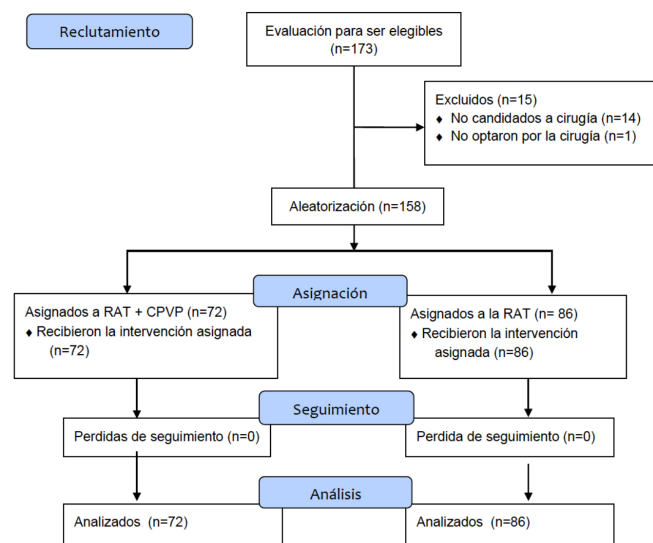 Reclutamiento
Evaluación para ser elegibles
(n=173)
Excluidos (n=15)
♦ No candidados a cirugía (n=14)
♦ No optaron por la cirugía (n=1)
Aleatorización (n=158)
Asignación
Asignados a RAT + CPVP (n=72)
♦ Recibieron la intervención asignada
(n=72)
Asignados a la RAT (n= 86)
♦ Recibieron la intervención
asignada (n=86)
Seguimiento
Perdidas de seguimiento (n=0)
Perdida de seguimiento (n=0)
Análisis
Analizados (n=72)
Analizados (n=86)